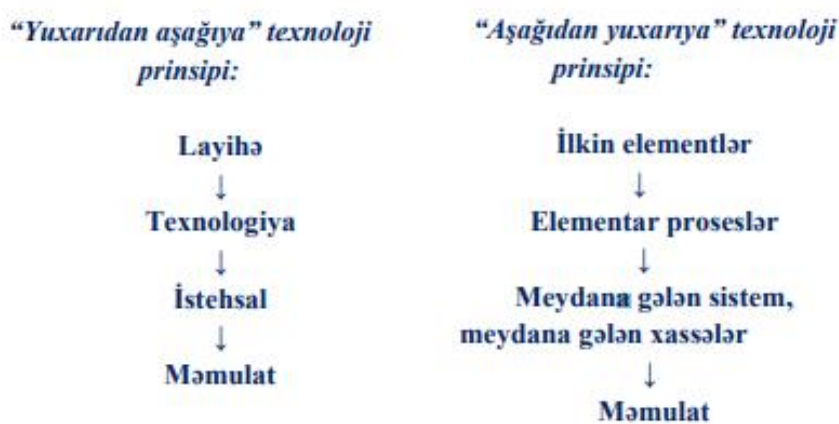 “Yuxarıdan aşağıya” texnoloji
prinsipi:
Layihə
↓
Texnologiya
↓
İstehsal
↓
Məmulat
“Aşağıdan yuxarıya” texnoloji
prinsipi:
İlkin elementlər
↓
Elementar proseslər
↓
Meydana gələn sistem,
meydana gələn xassələr
↓
Məmulat